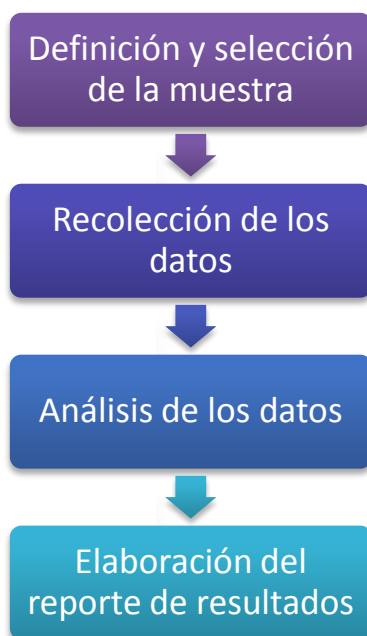 Definición y selección
de la muestra
Recolección de los
datos
Análisis de los datos
Elaboración del
reporte de resultados